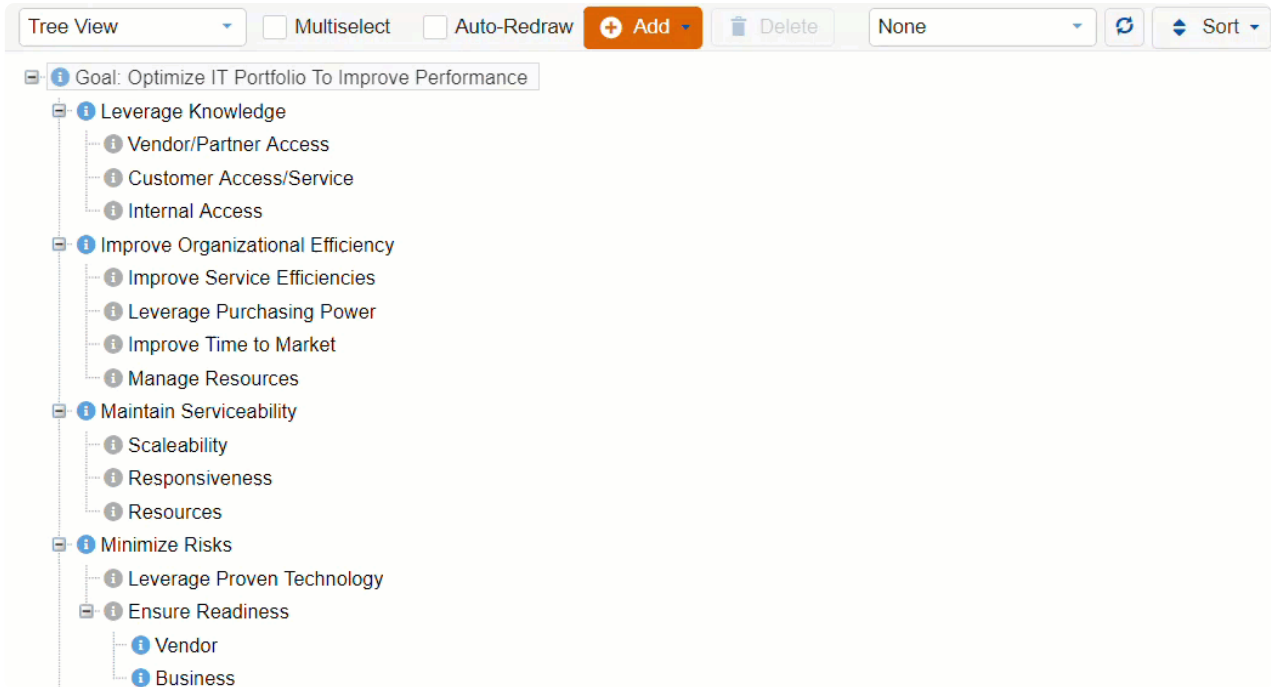 Tree View Multiselect Auto-Redraw Add Delete None Sort
Goal: Optimize IT Portfolio To Improve Performance
Leverage Knowledge
Vendor/Partner Access
Customer Access/Service
Internal Access
Improve Organizational Efficiency
Improve Service Efficiencies
Leverage Purchasing Power
Improve Time to Market
Manage Resources
Maintain Serviceability
Scaleability
Responsiveness
Resources
Minimize Risks
Leverage Proven Technology
Ensure Readiness
Vendor
Business